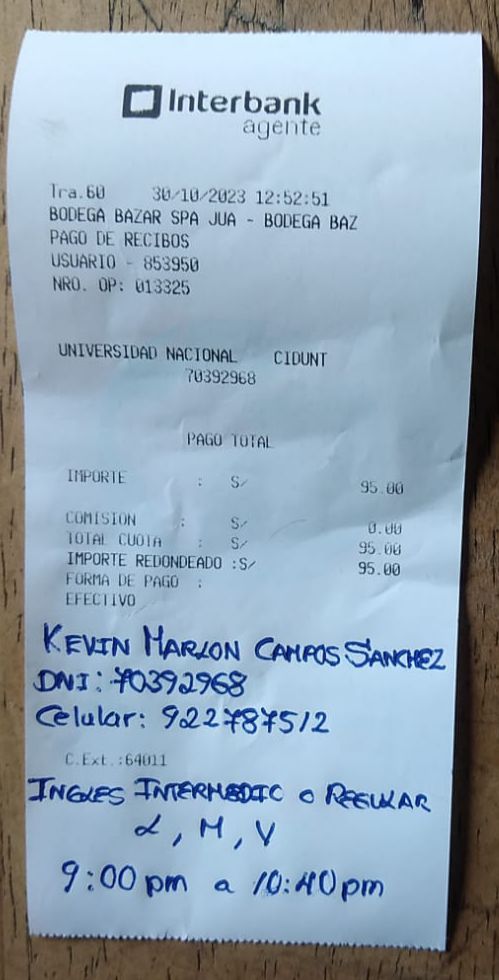 Interbank
agente
Tra.60 30/10/2023 12:52:51
BODEGA BAZAR SPA JUA - BODEGA BAZ
PAGO DE RECIBOS
USUARIO - 853950
NRO. OP: 013325
UNIVERSIDAD NACIONAL CIDUNT
70392968
PAGO TOTAL
IMPORTE : S/ 95.00
COMISION : S/ 0.00
TOTAL CUOTA : S/ 95.00
IMPORTE REDONDEADO :S/ 95.00
FORMA DE PAGO :
EFECTIVO
KEVIN MARLON CAMPOS SANCHEZ
DNI: 70392968
Celular: 922787512
C.Ext.:64011
INGLES INTERMEDIO o REGULAR
L, M, V
9:00 pm a 10:40 pm